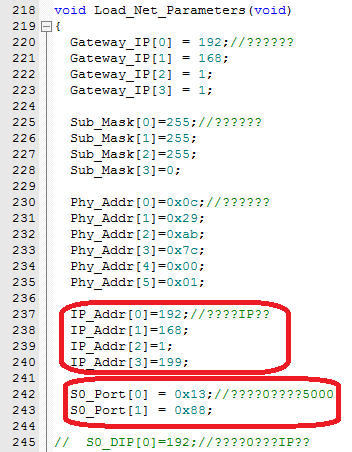 218 void Load_Net_Parameters(void)
219 {
220 Gateway_IP[0] = 192;//??????
221 Gateway_IP[1] = 168;
222 Gateway_IP[2] = 1;
223 Gateway_IP[3] = 1;
224
225 Sub_Mask[0]=255;//??????
226 Sub_Mask[1]=255;
227 Sub_Mask[2]=255;
228 Sub_Mask[3]=0;
229
230 Phy_Addr[0]=0x0c;//??????
231 Phy_Addr[1]=0x29;
232 Phy_Addr[2]=0xab;
233 Phy_Addr[3]=0x7c;
234 Phy_Addr[4]=0x00;
235 Phy_Addr[5]=0x01;
236
237 IP_Addr[0]=192;//????IP??
238 IP_Addr[1]=168;
239 IP_Addr[2]=1;
240 IP_Addr[3]=199;
241
242 S0_Port[0] = 0x13;//????0????5000
243 S0_Port[1] = 0x88;
244
245 // S0_DIP[0]=192;//????0???IP??